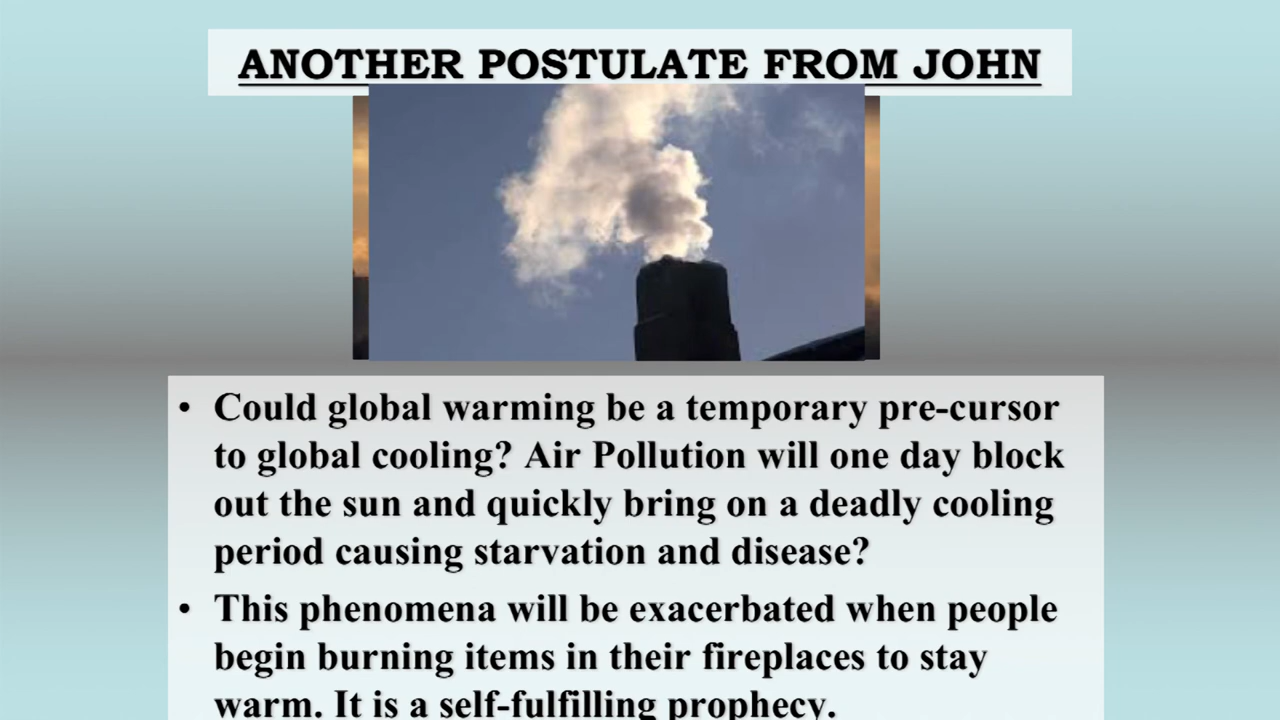 ANOTHER POSTULATE FROM JOHN
• Could global warming be a temporary pre-cursor
to global cooling? Air Pollution will one day block
out the sun and quickly bring on a deadly cooling
period causing starvation and disease?
• This phenomena will be exacerbated when people
begin burning items in their fireplaces to stay
warm. It is a self-fulfilling prophecy.